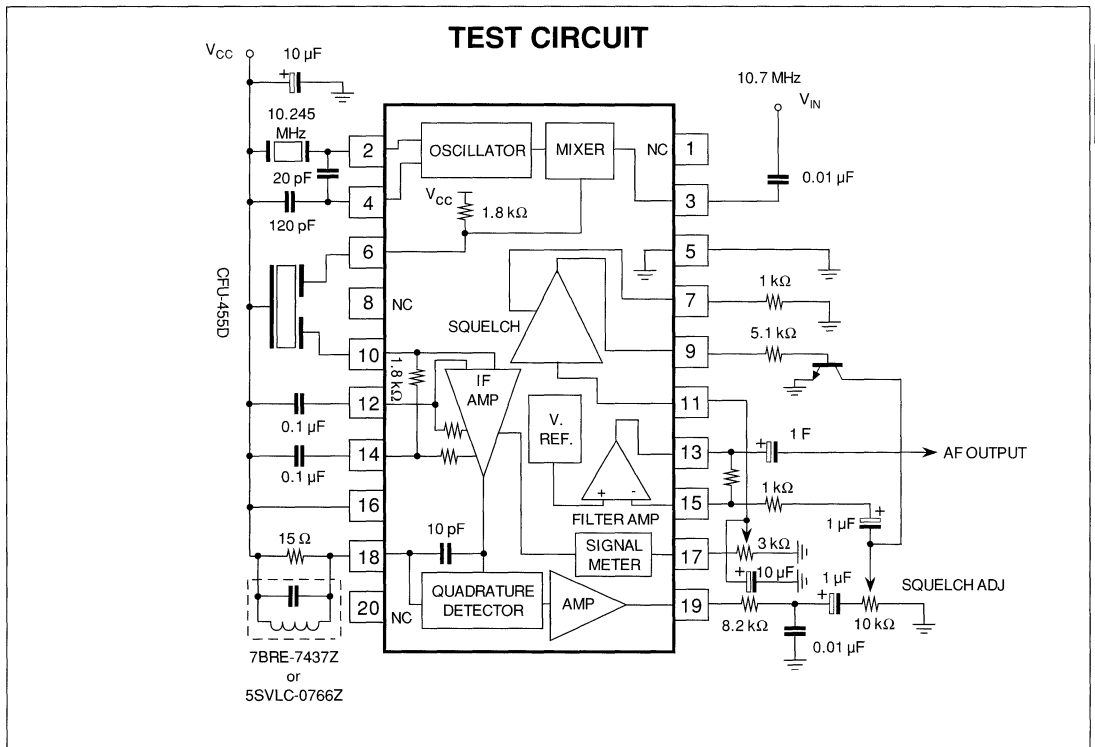 TEST CIRCUIT
VCC
10 µF
+
10.245
MHz
20 pF
120 pF
CFU-455D
0.1 µF
0.1 µF
15 Ω
7BRE-7437Z
or
5SVLC-0766Z
2
4
6
8
NC
10
12
14
16
18
20
NC
OSCILLATOR
MIXER
VCC
1.8 kΩ
SQUELCH
1.8 kΩ
IF
AMP
V.
REF.
+ -
FILTER AMP
10 pF
SIGNAL
METER
QUADRATURE
DETECTOR
AMP
NC
1
3
5
7
9
11
13
15
17
19
10.7 MHz
VIN
0.01 µF
1 kΩ
5.1 kΩ
+
1 F
AF OUTPUT
1 kΩ
+
1 µF
3 kΩ
+
10 µF
8.2 kΩ
0.01 µF
+
1 µF
10 kΩ
SQUELCH ADJ